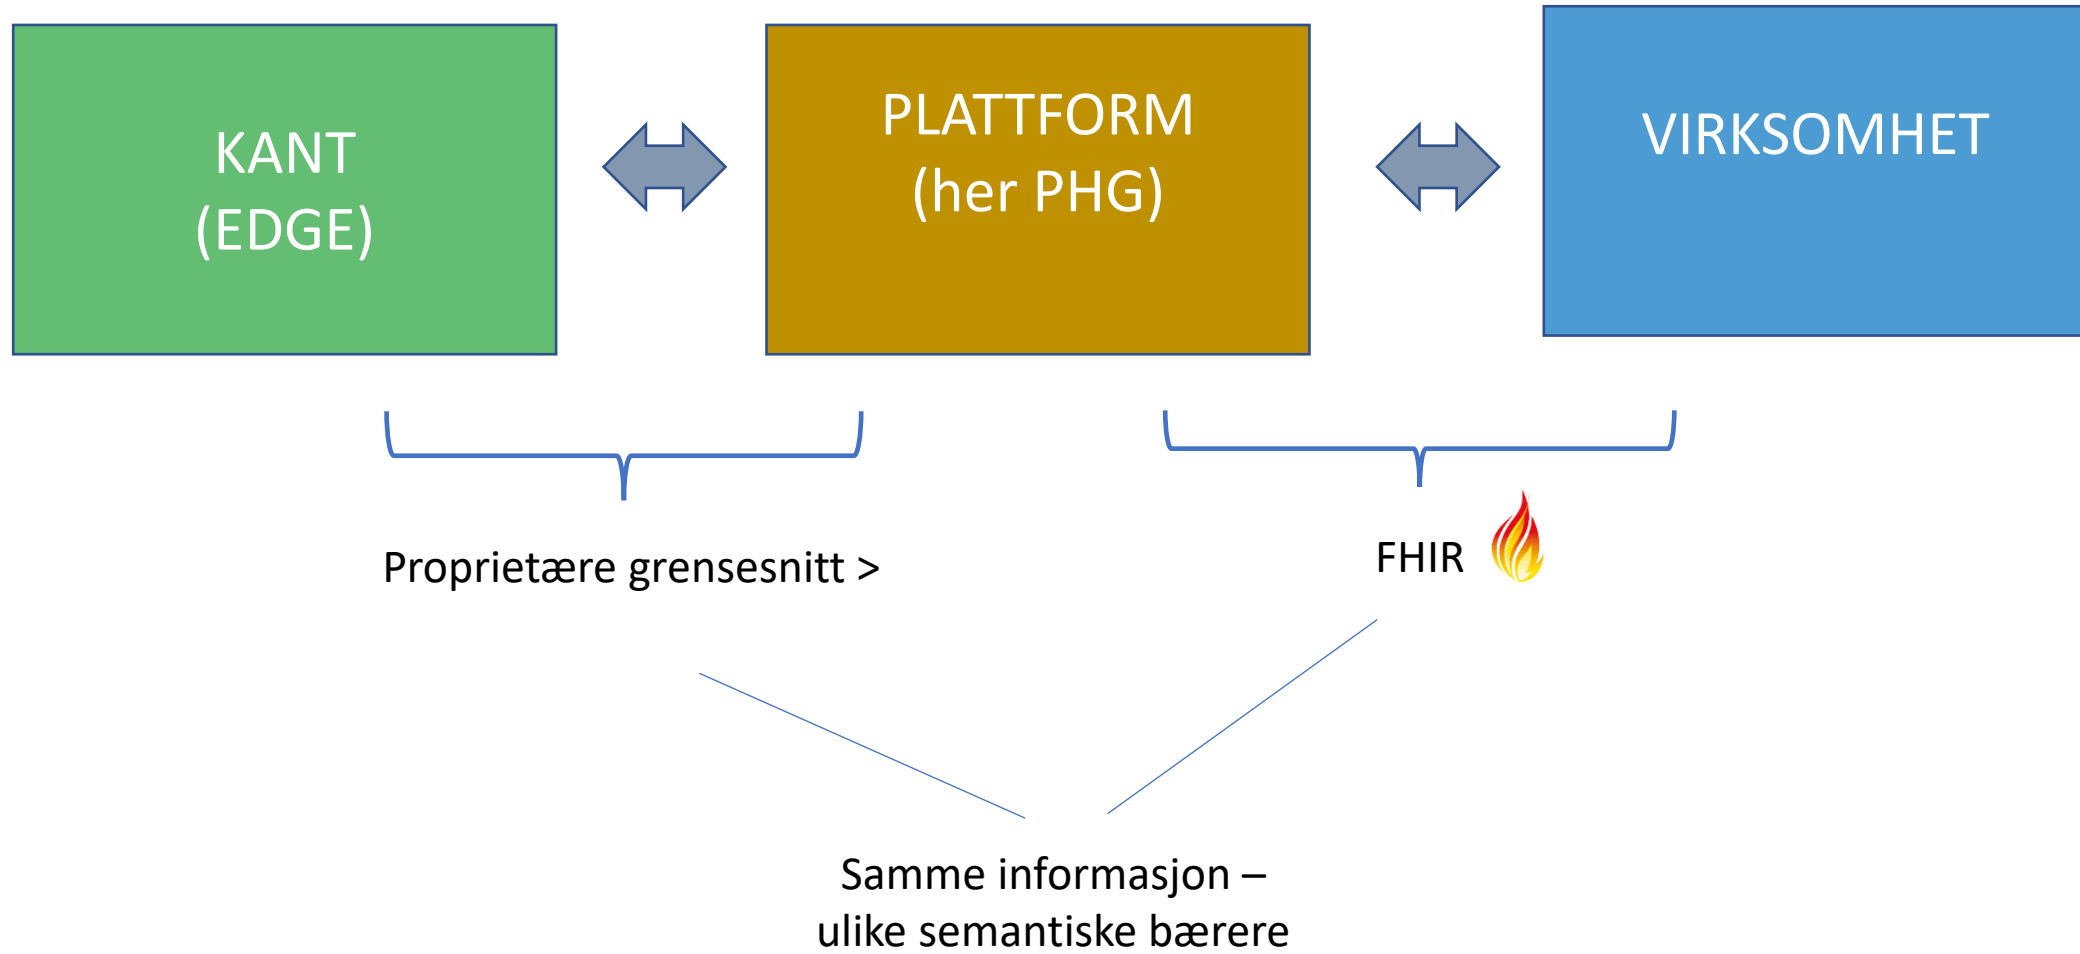 KANT
(EDGE)
PLATTFORM
(her PHG)
VIRKSOMHET
Proprietære grensesnitt >
FHIR
Samme informasjon –
ulike semantiske bærere